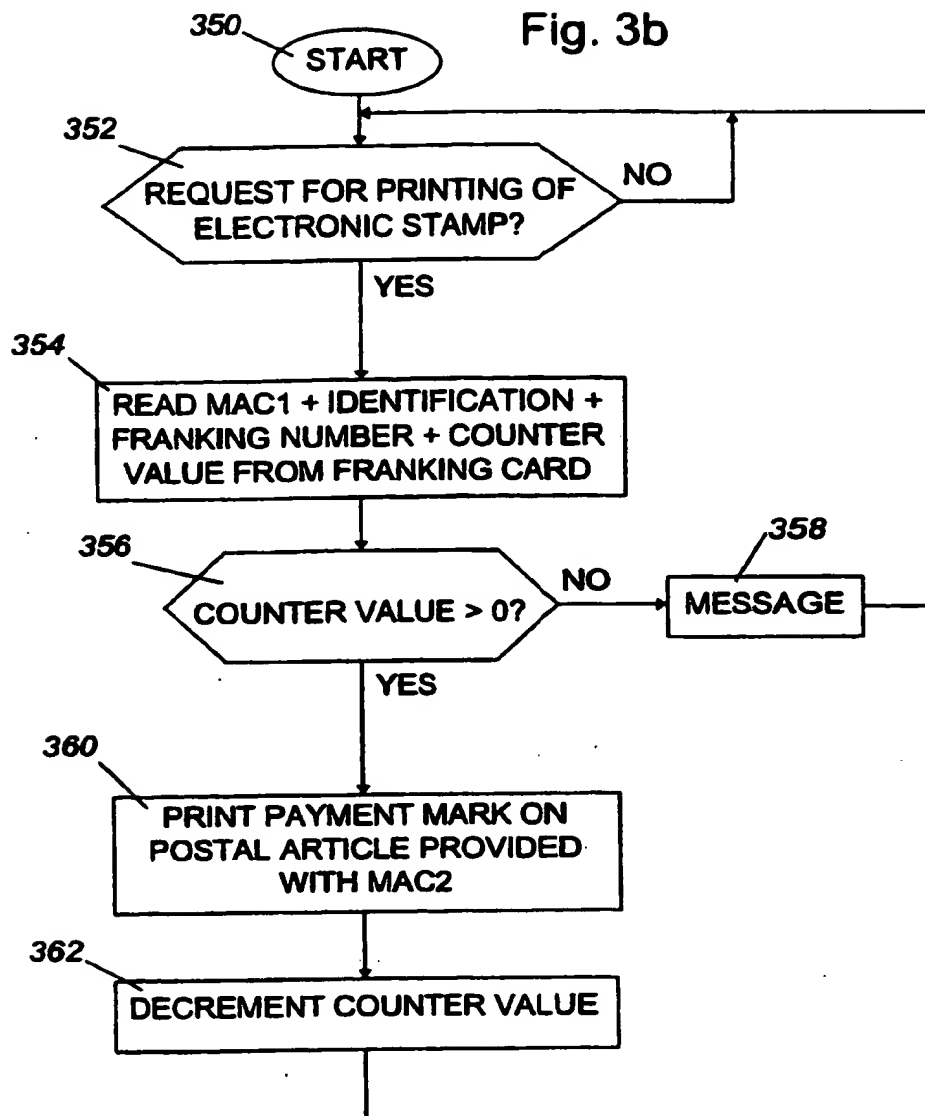 Fig. 3b
350
START
352
REQUEST FOR PRINTING OF
ELECTRONIC STAMP?
NO
YES
354
READ MAC1 + IDENTIFICATION +
FRANKING NUMBER + COUNTER
VALUE FROM FRANKING CARD
356
COUNTER VALUE > 0?
NO
358
MESSAGE
YES
360
PRINT PAYMENT MARK ON
POSTAL ARTICLE PROVIDED
WITH MAC2
362
DECREMENT COUNTER VALUE